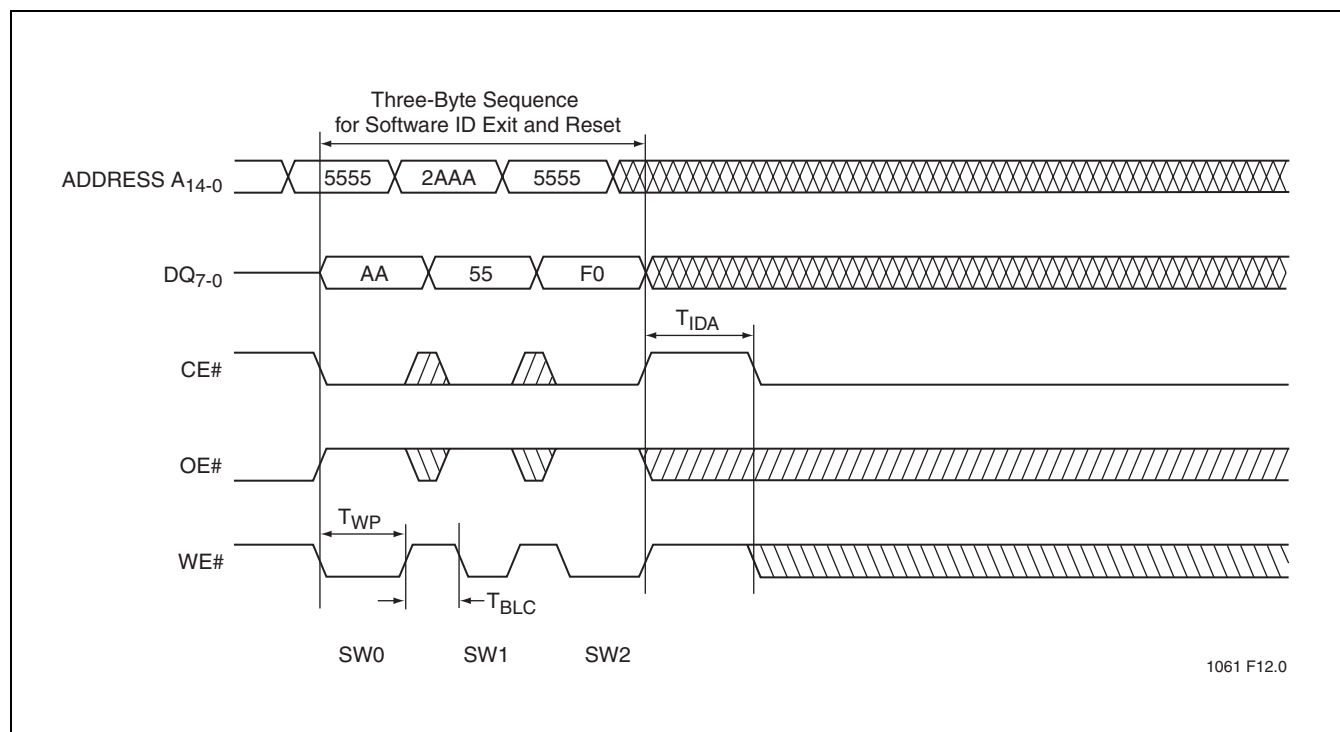 Three-Byte Sequence
for Software ID Exit and Reset
ADDRESS A14-0
5555
2AAA
5555
DQ7-0
AA
55
F0
TIDA
CE#
OE#
TWP
WE#
TBLC
SW0
SW1
SW2
1061 F12.0